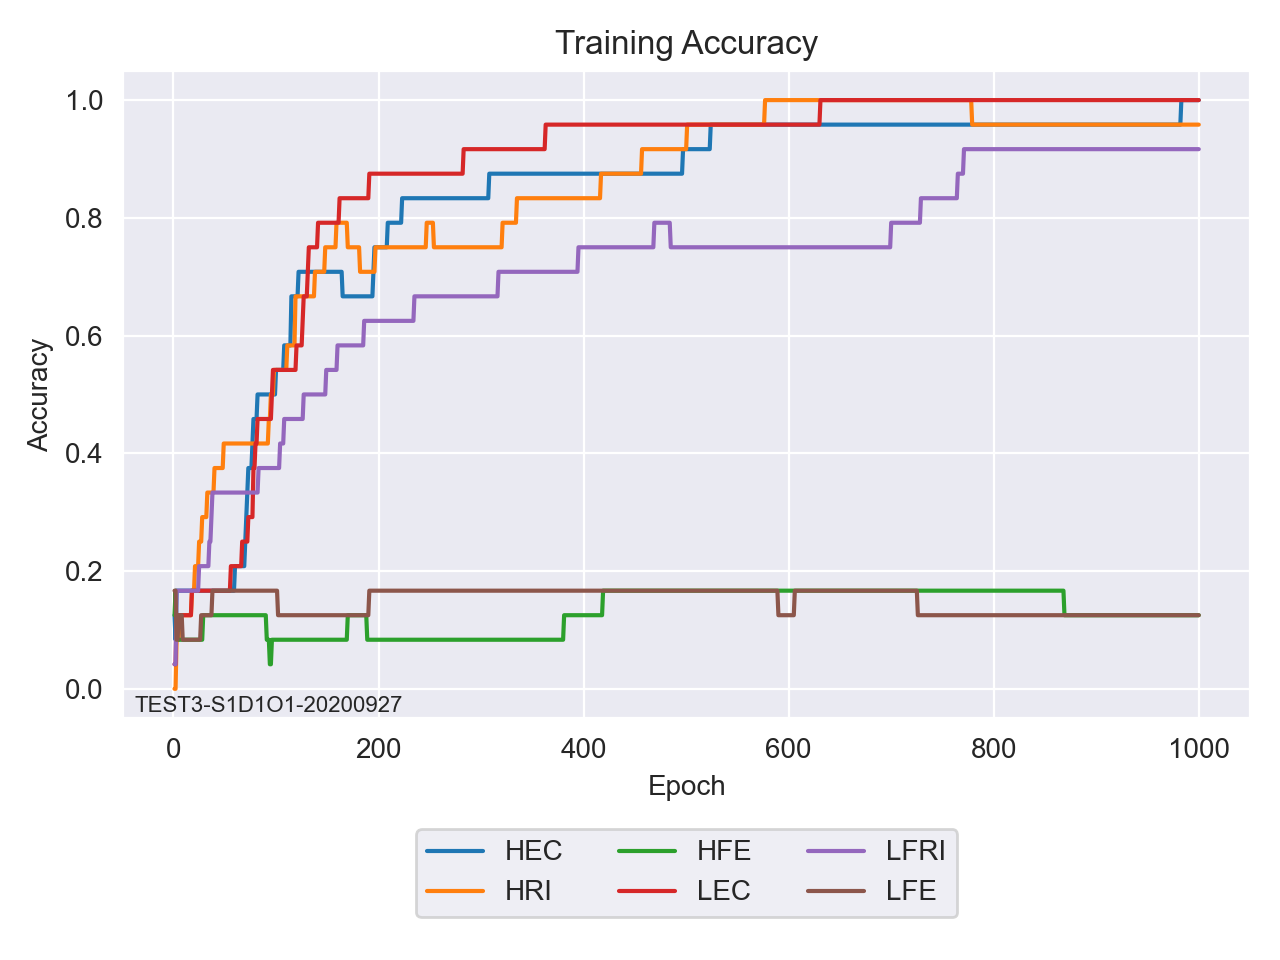 Training Accuracy
1.0
0.8
0.6
0.4
0.2
0.0
Accuracy
TEST3-S1D1O1-20200927
0 200 400 600 800 1000
Epoch
HEC HFE LFRI
HRI LEC LFE